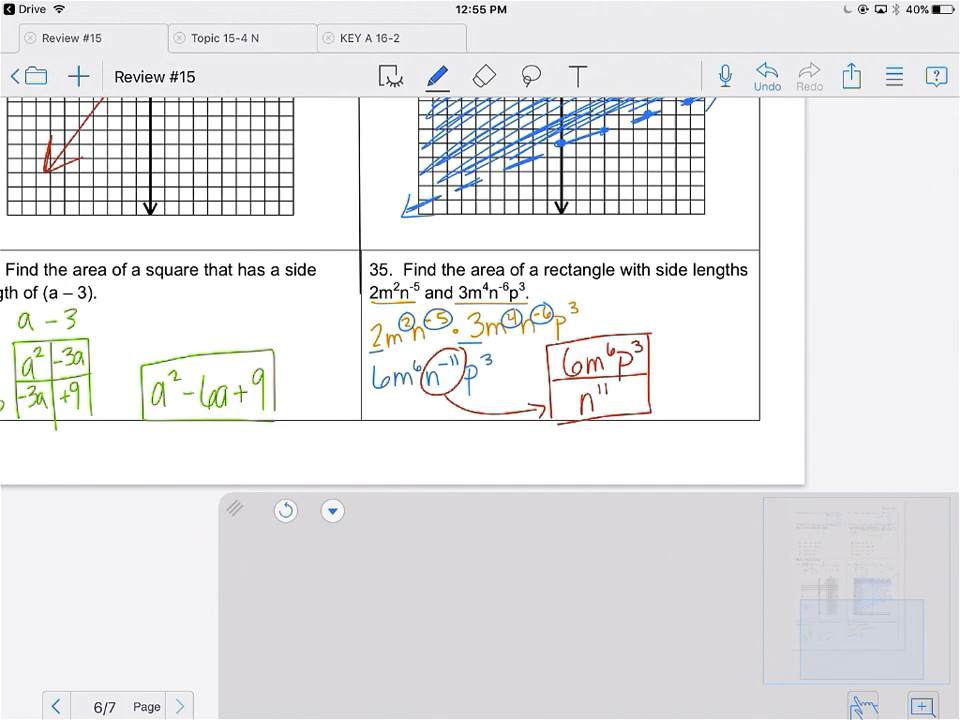 Drive 12:55 PM 40%
Review #15 Topic 15-4 N KEY A 16-2
Review #15 Undo Redo
Find the area of a square that has a side
gth of (a – 3).
a - 3
a² -3a
-3a +9
a² - 6a + 9
35. Find the area of a rectangle with side lengths
2m²n⁻⁵ and 3m⁴n⁻⁶p³.
2m²n⁻⁵ · 3m⁴n⁻⁶p³
6m⁶n⁻¹¹p³
6m⁶p³
n¹¹
6/7 Page